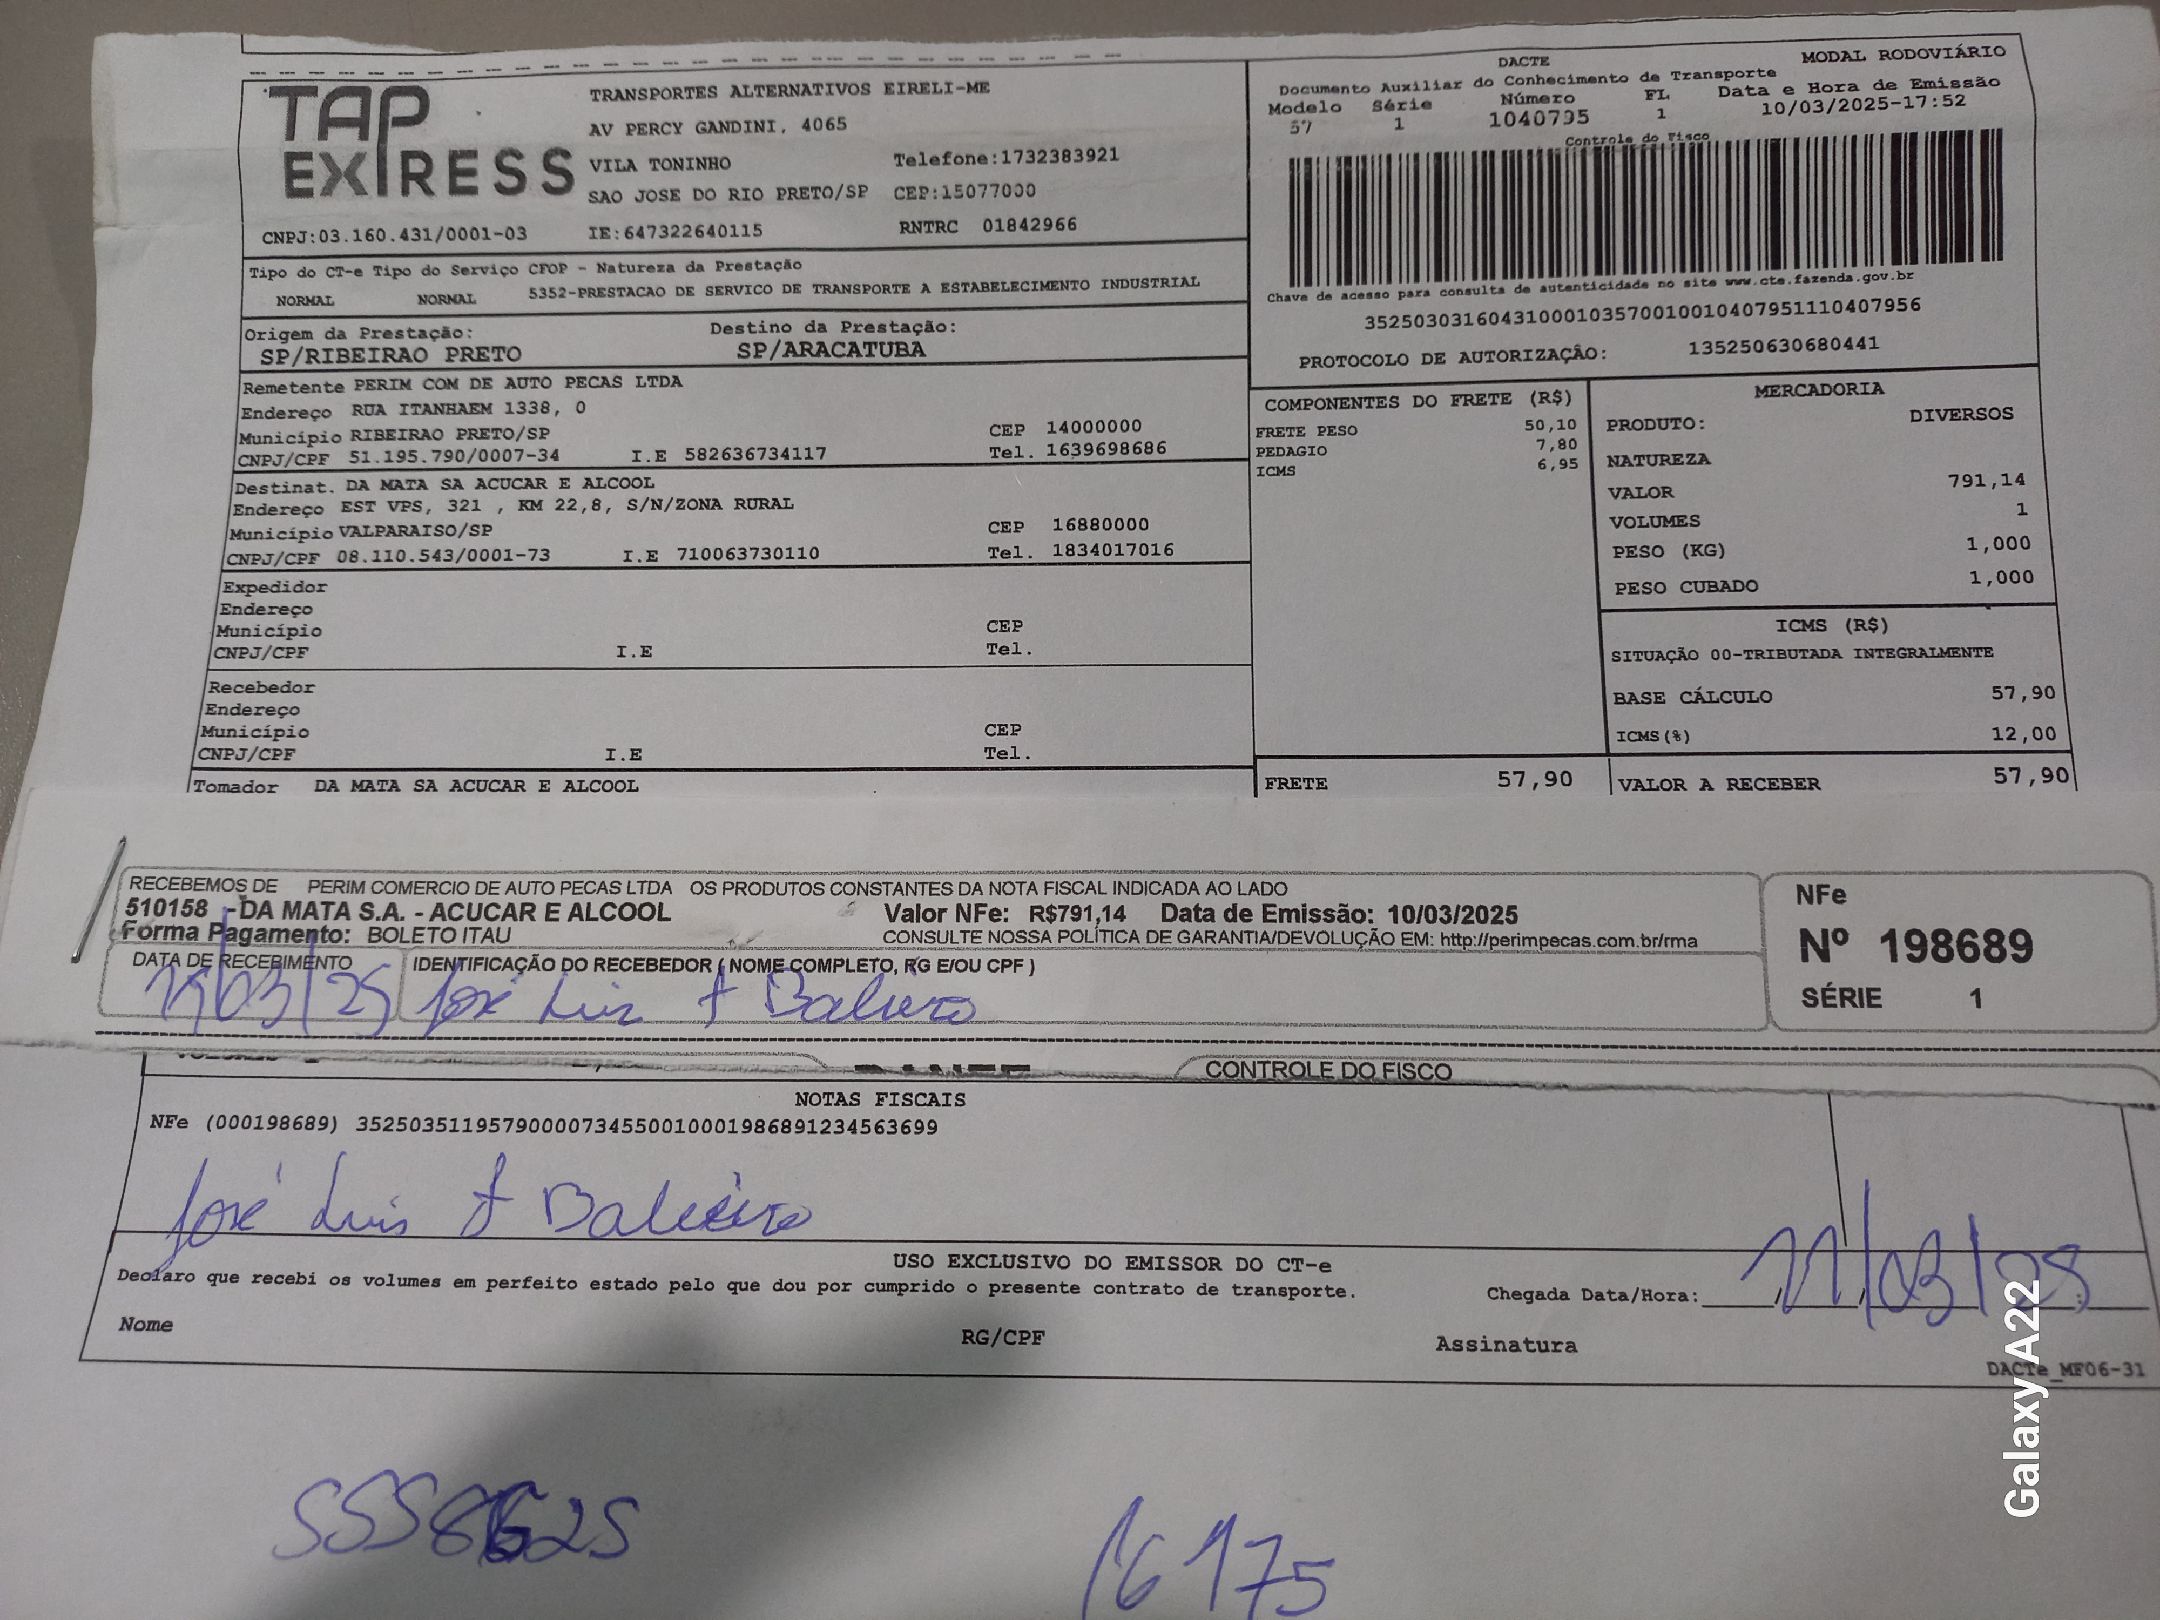 DACTE MODAL RODOVIÁRIO
TAP EXPRESS
TRANSPORTES ALTERNATIVOS EIRELI-ME
AV PERCY GANDINI, 4065
VILA TONINHO Telefone:1732383921
SAO JOSE DO RIO PRETO/SP CEP:15077000
CNPJ:03.160.431/0001-03 IE:647322640115 RNTRC 01842966
Documento Auxiliar do Conhecimento de Transporte
Modelo Série Número FL Data e Hora de Emissão
57 1 1040795 1 10/03/2025-17:52
Controle do Fisco
Chave de acesso para consulta de autenticidade no site www.cte.fazenda.gov.br
35250303160431000103570010010407951110407956
PROTOCOLO DE AUTORIZAÇÃO: 135250630680441
Tipo do CT-e Tipo do Serviço CFOP - Natureza da Prestação
NORMAL NORMAL 5352-PRESTACAO DE SERVICO DE TRANSPORTE A ESTABELECIMENTO INDUSTRIAL
Origem da Prestação: Destino da Prestação:
SP/RIBEIRAO PRETO SP/ARACATUBA
Remetente PERIM COM DE AUTO PECAS LTDA
Endereço RUA ITANHAEM 1338, 0
Município RIBEIRAO PRETO/SP CEP 14000000
CNPJ/CPF 51.195.790/0007-34 I.E 582636734117 Tel. 1639698686
Destinat. DA MATA SA ACUCAR E ALCOOL
Endereço EST VPS, 321 , KM 22,8, S/N/ZONA RURAL
Município VALPARAISO/SP CEP 16880000
CNPJ/CPF 08.110.543/0001-73 I.E 710063730110 Tel. 1834017016
Expedidor
Endereço
Município CEP
CNPJ/CPF I.E Tel.
Recebedor
Endereço
Município CEP
CNPJ/CPF I.E Tel.
Tomador DA MATA SA ACUCAR E ALCOOL
COMPONENTES DO FRETE (R$)
FRETE PESO 50,10
PEDAGIO 7,80
ICMS 6,95
FRETE 57,90
MERCADORIA
PRODUTO: DIVERSOS
NATUREZA
VALOR 791,14
VOLUMES 1
PESO (KG) 1,000
PESO CUBADO 1,000
ICMS (R$)
SITUAÇÃO 00-TRIBUTADA INTEGRALMENTE
BASE CÁLCULO 57,90
ICMS(%) 12,00
VALOR A RECEBER 57,90
RECEBEMOS DE PERIM COMERCIO DE AUTO PECAS LTDA OS PRODUTOS CONSTANTES DA NOTA FISCAL INDICADA AO LADO
510158 -DA MATA S.A. - ACUCAR E ALCOOL Valor NFe: R$791,14 Data de Emissão: 10/03/2025
Forma Pagamento: BOLETO ITAU CONSULTE NOSSA POLÍTICA DE GARANTIA/DEVOLUÇÃO EM: http://perimpecas.com.br/rma
DATA DE RECEBIMENTO IDENTIFICAÇÃO DO RECEBEDOR ( NOME COMPLETO, RG E/OU CPF )
José Luis A Balieiro
NFe
Nº 198689
SÉRIE 1
CONTROLE DO FISCO
NOTAS FISCAIS
NFe (000198689) 35250351195790000734550010001986891234563699
José Luis A Balieiro
USO EXCLUSIVO DO EMISSOR DO CT-e
Declaro que recebi os volumes em perfeito estado pelo que dou por cumprido o presente contrato de transporte.
Chegada Data/Hora: 11/03/25
Nome RG/CPF Assinatura
DACTe_MF06-31
16175
Galaxy A22